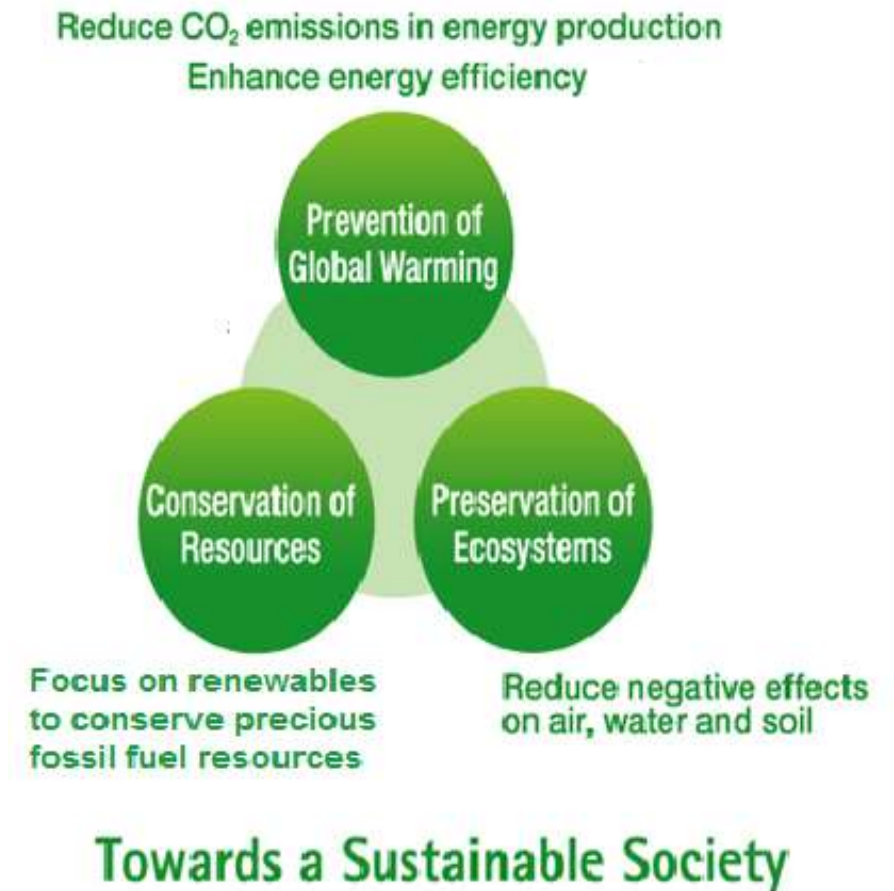 Reduce CO₂ emissions in energy production
Enhance energy efficiency
Prevention of
Global Warming
Conservation of
Resources
Preservation of
Ecosystems
Focus on renewables
to conserve precious
fossil fuel resources
Reduce negative effects
on air, water and soil
Towards a Sustainable Society